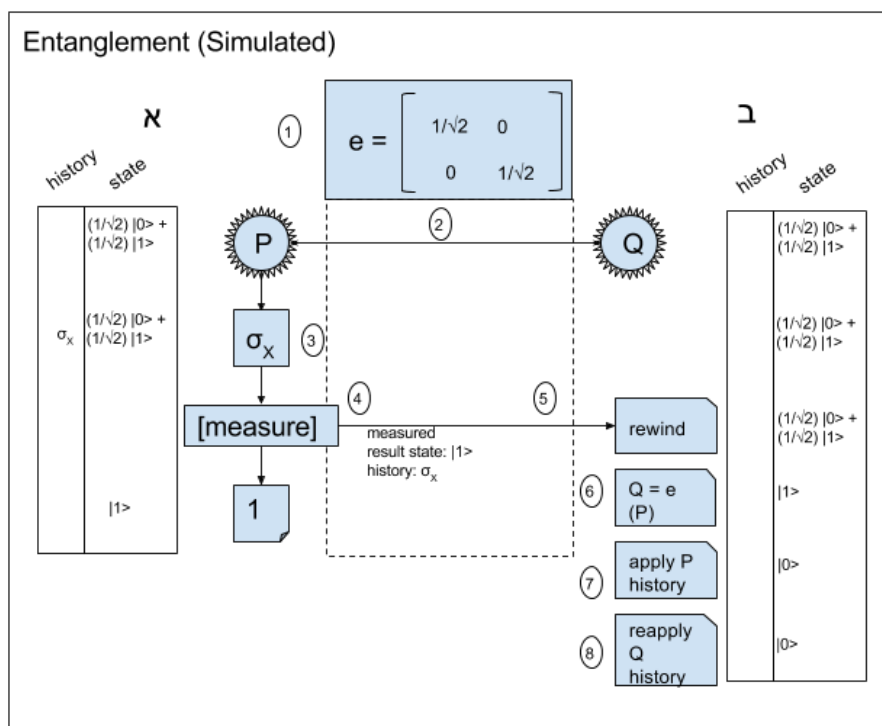 Entanglement (Simulated)
א
history
state
(1/√2) |0> +
(1/√2) |1>
σx
(1/√2) |0> +
(1/√2) |1>
|1>
1
e =
1/√2 0
0 1/√2
2
P
Q
σx
3
[measure]
4
5
measured
result state: |1>
history: σx
1
rewind
6
Q = e
(P)
7
apply P
history
8
reapply
Q
history
ב
history
state
(1/√2) |0> +
(1/√2) |1>
(1/√2) |0> +
(1/√2) |1>
(1/√2) |0> +
(1/√2) |1>
|1>
|0>
|0>